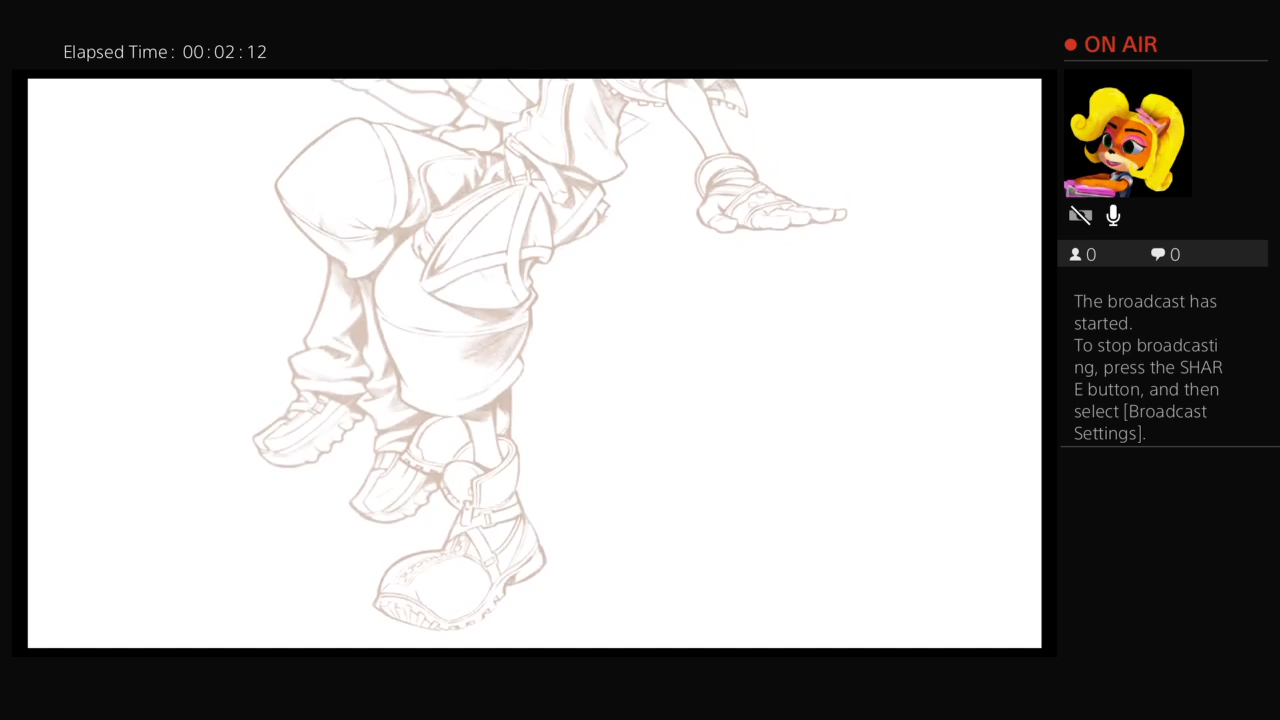 Elapsed Time: 00:02:12
ON AIR
0
0
The broadcast has
started.
To stop broadcasti
ng, press the SHAR
E button, and then
select [Broadcast
Settings].